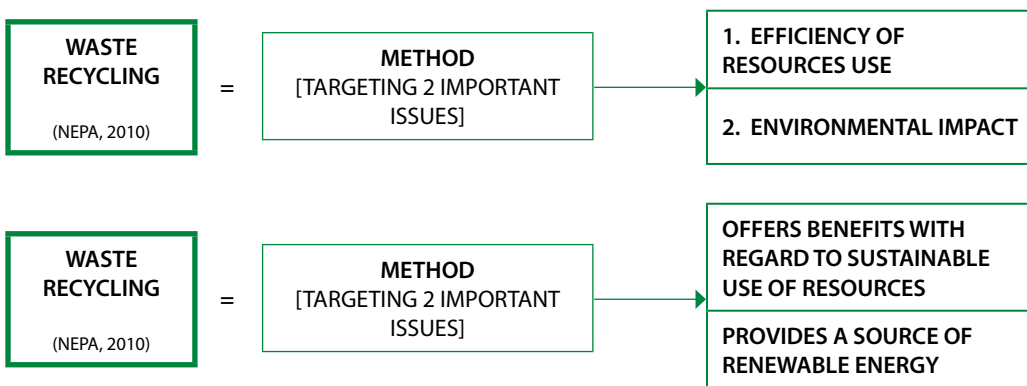 WASTE
RECYCLING
(NEPA, 2010)
=
METHOD
[TARGETING 2 IMPORTANT
ISSUES]
1. EFFICIENCY OF
RESOURCES USE
2. ENVIRONMENTAL IMPACT
WASTE
RECYCLING
(NEPA, 2010)
=
METHOD
[TARGETING 2 IMPORTANT
ISSUES]
OFFERS BENEFITS WITH
REGARD TO SUSTAINABLE
USE OF RESOURCES
PROVIDES A SOURCE OF
RENEWABLE ENERGY